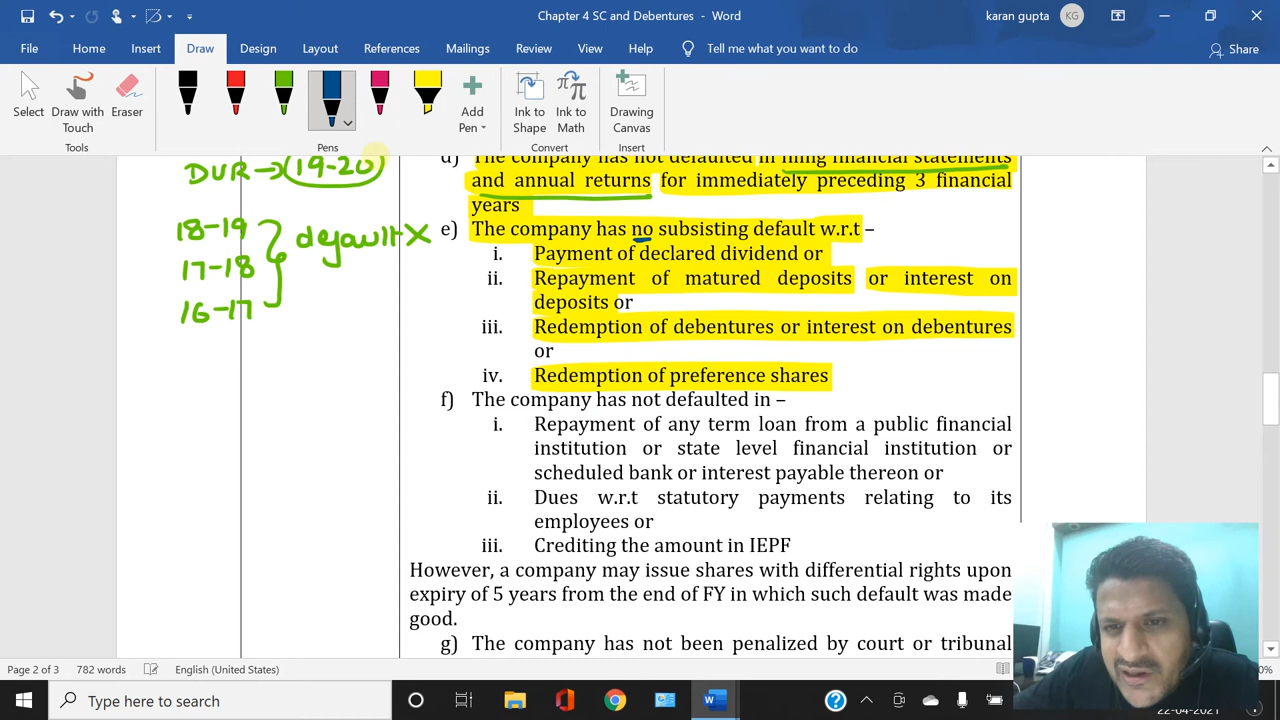 Chapter 4 SC and Debentures - Word
karan gupta
KG
File Home Insert Draw Design Layout References Mailings Review View Help Tell me what you want to do
Share
Select
Draw with Touch
Eraser
Add Pen
Ink to Shape
Ink to Math
Drawing Canvas
Tools
Pens
Convert
Insert
d) The company has not defaulted in filing financial statements
and annual returns for immediately preceding 3 financial
years
e) The company has no subsisting default w.r.t –
i. Payment of declared dividend or
ii. Repayment of matured deposits or interest on
deposits or
iii. Redemption of debentures or interest on debentures
or
iv. Redemption of preference shares
f) The company has not defaulted in –
i. Repayment of any term loan from a public financial
institution or state level financial institution or
scheduled bank or interest payable thereon or
ii. Dues w.r.t statutory payments relating to its
employees or
iii. Crediting the amount in IEPF
However, a company may issue shares with differential rights upon
expiry of 5 years from the end of FY in which such default was made
good.
g) The company has not been penalized by court or tribunal
DVR → (19-20)
18-19
17-18
16-17
default X
Page 2 of 3 782 words English (United States)
Type here to search
22-04-2021